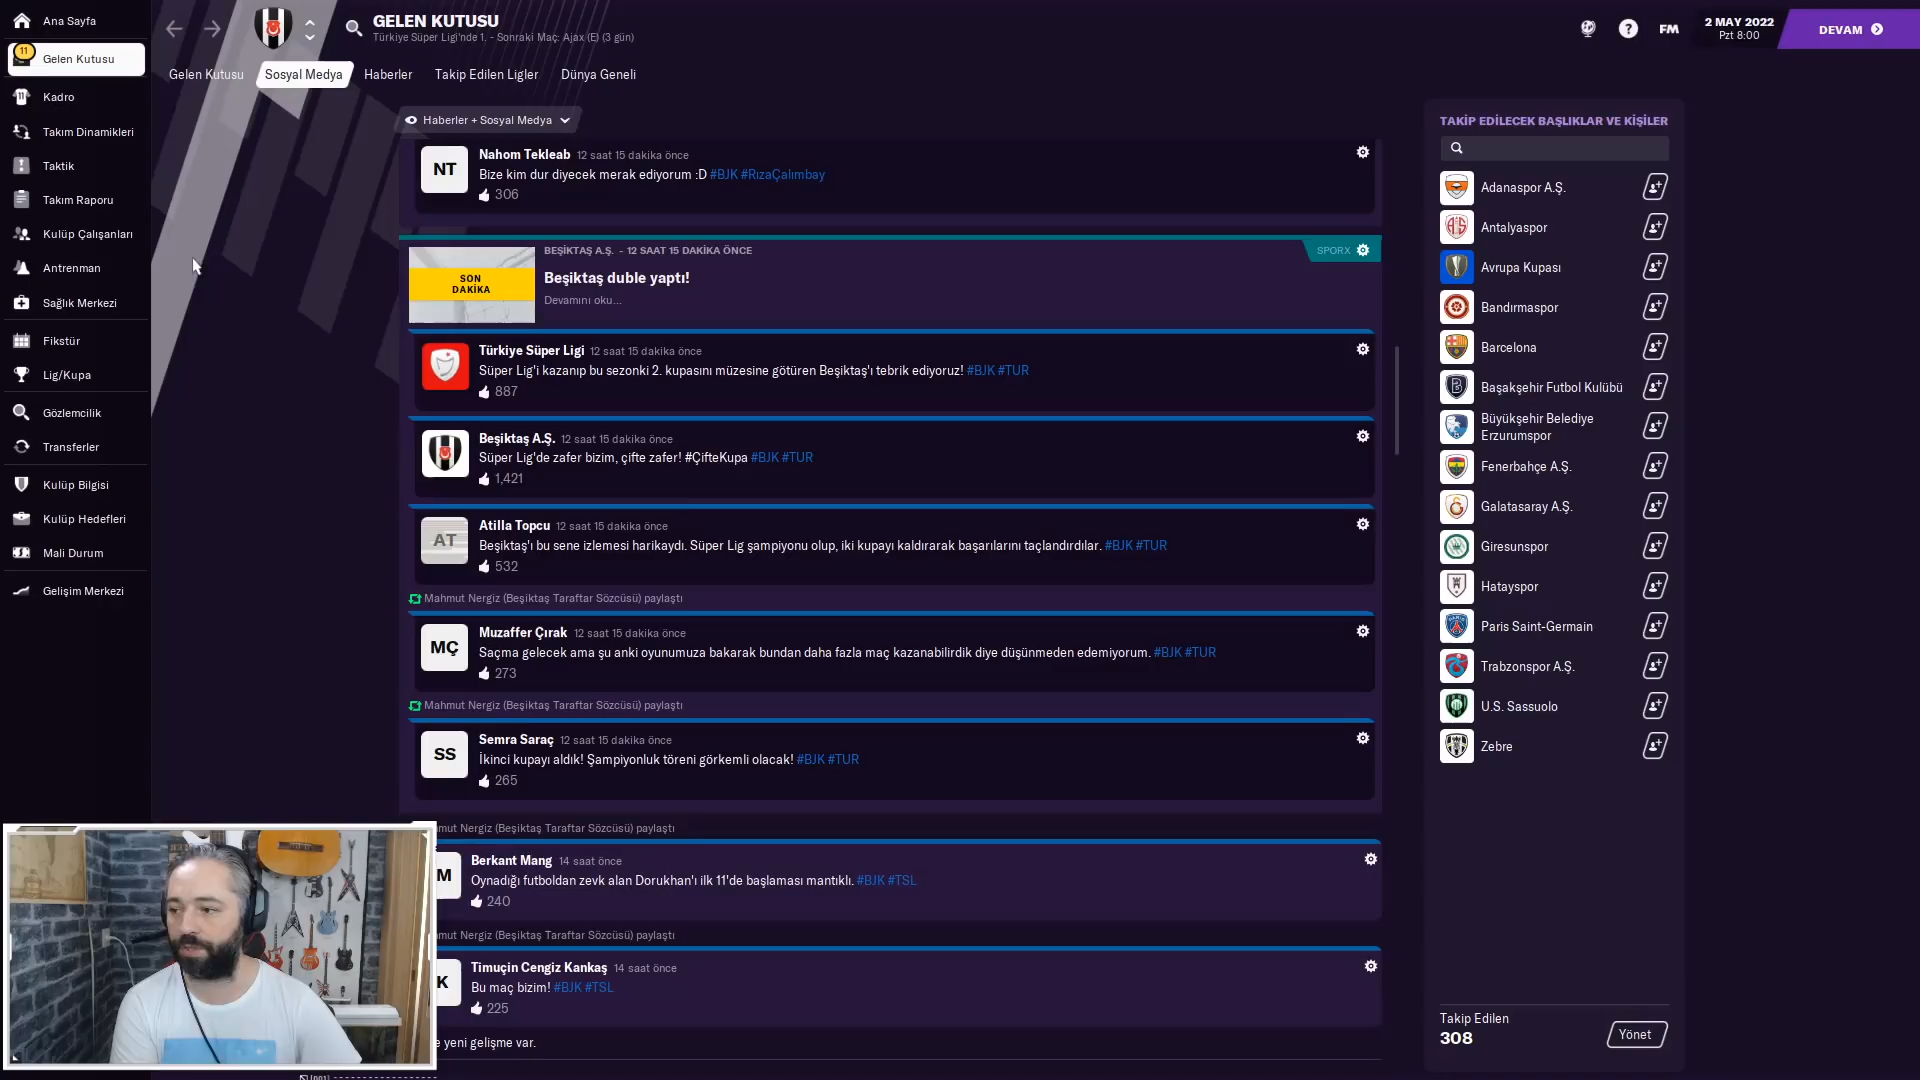 Ana Sayfa
11
Gelen Kutusu
Kadro
Takım Dinamikleri
Taktik
Takım Raporu
Kulüp Çalışanları
Antrenman
Sağlık Merkezi
Fikstür
Lig/Kupa
Gözlemcilik
Transferler
Kulüp Bilgisi
Kulüp Hedefleri
Mali Durum
Gelişim Merkezi
GELEN KUTUSU
Türkiye Süper Ligi'nde 1. - Sonraki Maç: Ajax (E) (3 gün)
FM
2 MAY 2022
Pzt 8:00
DEVAM
Gelen Kutusu Sosyal Medya Haberler Takip Edilen Ligler Dünya Geneli
Haberler + Sosyal Medya
NT
Nahom Tekleab 12 saat 15 dakika önce
Bize kim dur diyecek merak ediyorum :D #BJK #RızaÇalımbay
306
BEŞİKTAŞ A.Ş. - 12 SAAT 15 DAKİKA ÖNCE
SPORX
SON
DAKİKA
Beşiktaş duble yaptı!
Devamını oku...
Türkiye Süper Ligi 12 saat 15 dakika önce
Süper Lig'i kazanıp bu sezonki 2. kupasını müzesine götüren Beşiktaş'ı tebrik ediyoruz! #BJK #TUR
887
Beşiktaş A.Ş. 12 saat 15 dakika önce
Süper Lig'de zafer bizim, çifte zafer! #ÇifteKupa #BJK #TUR
1,421
AT
Atilla Topcu 12 saat 15 dakika önce
Beşiktaş'ı bu sene izlemesi harikaydı. Süper Lig şampiyonu olup, iki kupayı kaldırarak başarılarını taçlandırdılar. #BJK #TUR
532
Mahmut Nergiz (Beşiktaş Taraftar Sözcüsü) paylaştı
MÇ
Muzaffer Çırak 12 saat 15 dakika önce
Saçma gelecek ama şu anki oyunumuza bakarak bundan daha fazla maç kazanabilirdik diye düşünmeden edemiyorum. #BJK #TUR
273
Mahmut Nergiz (Beşiktaş Taraftar Sözcüsü) paylaştı
SS
Semra Saraç 12 saat 15 dakika önce
İkinci kupayı aldık! Şampiyonluk töreni görkemli olacak! #BJK #TUR
265
mut Nergiz (Beşiktaş Taraftar Sözcüsü) paylaştı
M
Berkant Mang 14 saat önce
Oynadığı futboldan zevk alan Dorukhan'ı ilk 11'de başlaması mantıklı. #BJK #TSL
240
mut Nergiz (Beşiktaş Taraftar Sözcüsü) paylaştı
K
Timuçin Cengiz Kankaş 14 saat önce
Bu maç bizim! #BJK #TSL
225
e yeni gelişme var.
TAKİP EDİLECEK BAŞLIKLAR VE KİŞİLER
Adanaspor A.Ş.
Antalyaspor
Avrupa Kupası
Bandırmaspor
Barcelona
Başakşehir Futbol Kulübü
Büyükşehir Belediye
Erzurumspor
Fenerbahçe A.Ş.
Galatasaray A.Ş.
Giresunspor
Hatayspor
Paris Saint-Germain
Trabzonspor A.Ş.
U.S. Sassuolo
Zebre
Takip Edilen
308
Yönet